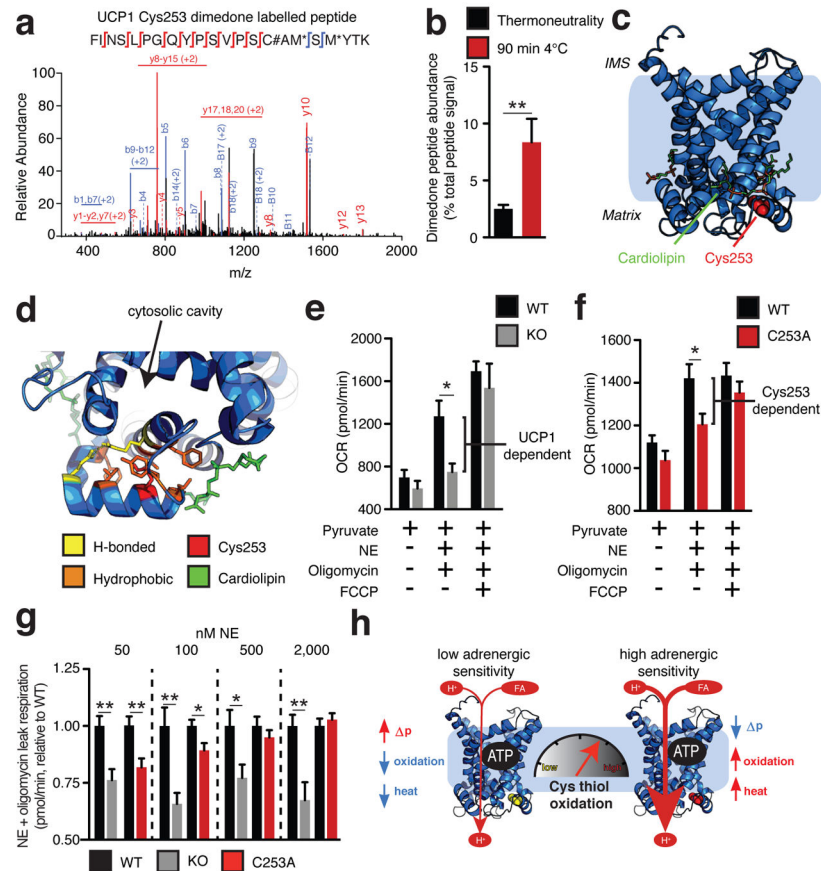 a
UCP1 Cys253 dimedone labelled peptide
FINSLPGQYPSVPSC#AM*SM*YTK
y8-y15 (+2)
y17,18,20 (+2)
y10
b5
b6
b9
B12
b9-b12
(+2)
b8
B17 (+2)
b1,b7(+2)
b4
b14(+2)
b18(+2)
B18 (+2)
B10
y1-y2,y7(+2)
y3
y4
y5
b7
y8
B11
y12
y13
Relative Abundance
100
80
60
40
20
0
400
800
1200
1600
2000
m/z
b
Thermoneutrality
90 min 4°C
**
Dimedone peptide abundance
(% total peptide signal)
12
10
8
6
4
2
0
c
IMS
Matrix
Cardiolipin
Cys253
d
cytosolic cavity
H-bonded
Cys253
Hydrophobic
Cardiolipin
e
WT
KO
OCR (pmol/min)
2000
1600
1200
800
400
*
UCP1
dependent
Pyruvate + + +
NE - + +
Oligomycin - + +
FCCP - - +
f
WT
C253A
OCR (pmol/min)
1600
1400
1200
1000
800
*
Cys253
dependent
Pyruvate + + +
NE - + +
Oligomycin - + +
FCCP - - +
g
nM NE
50 100 500 2,000
NE + oligomycin leak respiration
(pmol/min, relative to WT)
1.25
1.00
0.75
0.50
** ** ** * * **
WT KO C253A
h
low adrenergic
sensitivity
high adrenergic
sensitivity
H+ FA H+ FA
Δp
oxidation
heat
ATP
low high
Cys thiol
oxidation
ATP
Δp
oxidation
heat
H+ H+